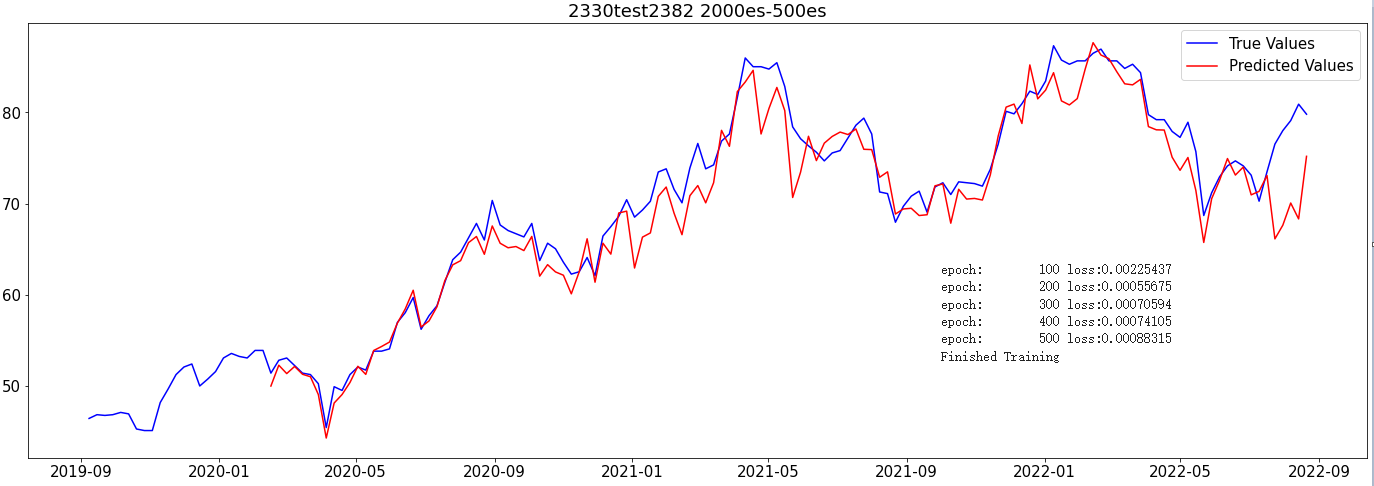 2330test2382 2000es-500es
True Values
Predicted Values
80
70
60
50
epoch: 100 loss:0.00225437
epoch: 200 loss:0.00055675
epoch: 300 loss:0.00070594
epoch: 400 loss:0.00074105
epoch: 500 loss:0.00088315
Finished Training
2019-09 2020-01 2020-05 2020-09 2021-01 2021-05 2021-09 2022-01 2022-05 2022-09